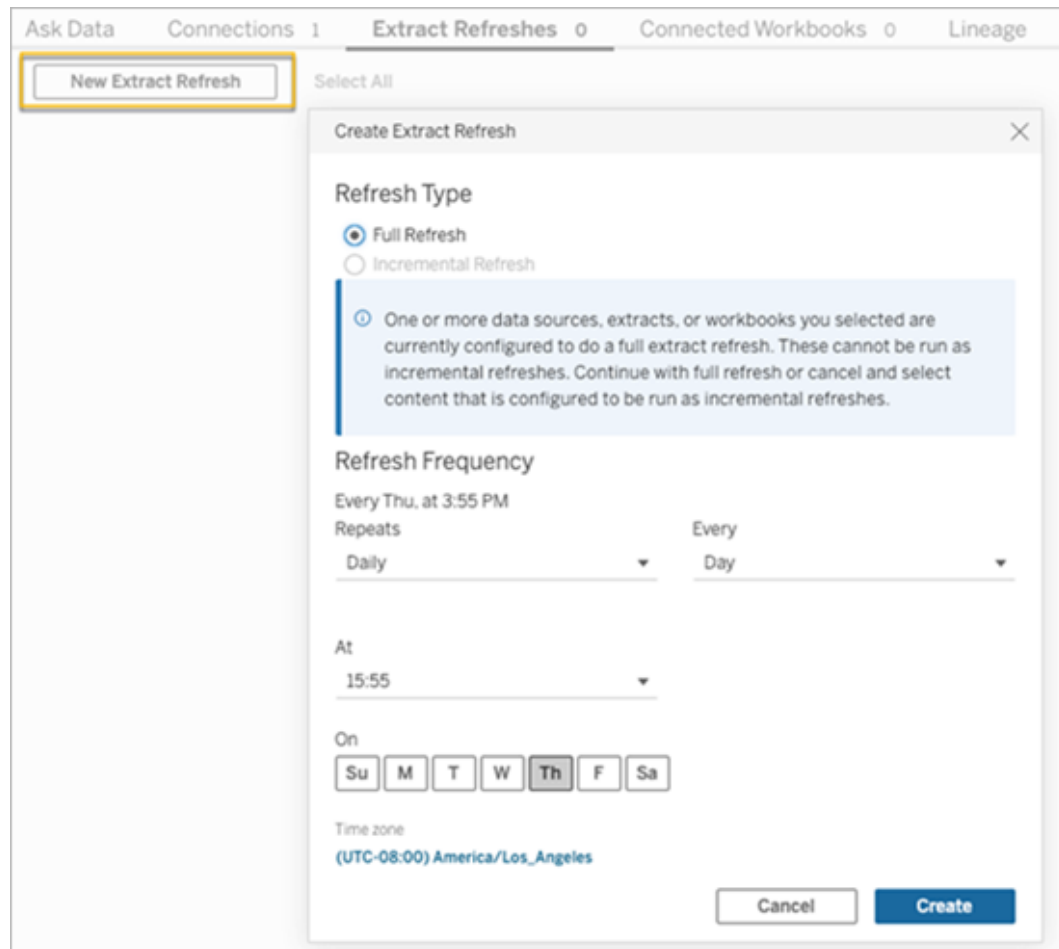 Ask Data Connections 1 Extract Refreshes 0 Connected Workbooks 0 Lineage
New Extract Refresh Select All
Create Extract Refresh
Refresh Type
Full Refresh
Incremental Refresh
One or more data sources, extracts, or workbooks you selected are
currently configured to do a full extract refresh. These cannot be run as
incremental refreshes. Continue with full refresh or cancel and select
content that is configured to be run as incremental refreshes.
Refresh Frequency
Every Thu, at 3:55 PM
Repeats Every
Daily Day
At
15:55
On
Su M T W Th F Sa
Time zone
(UTC-08:00) America/Los_Angeles
Cancel Create